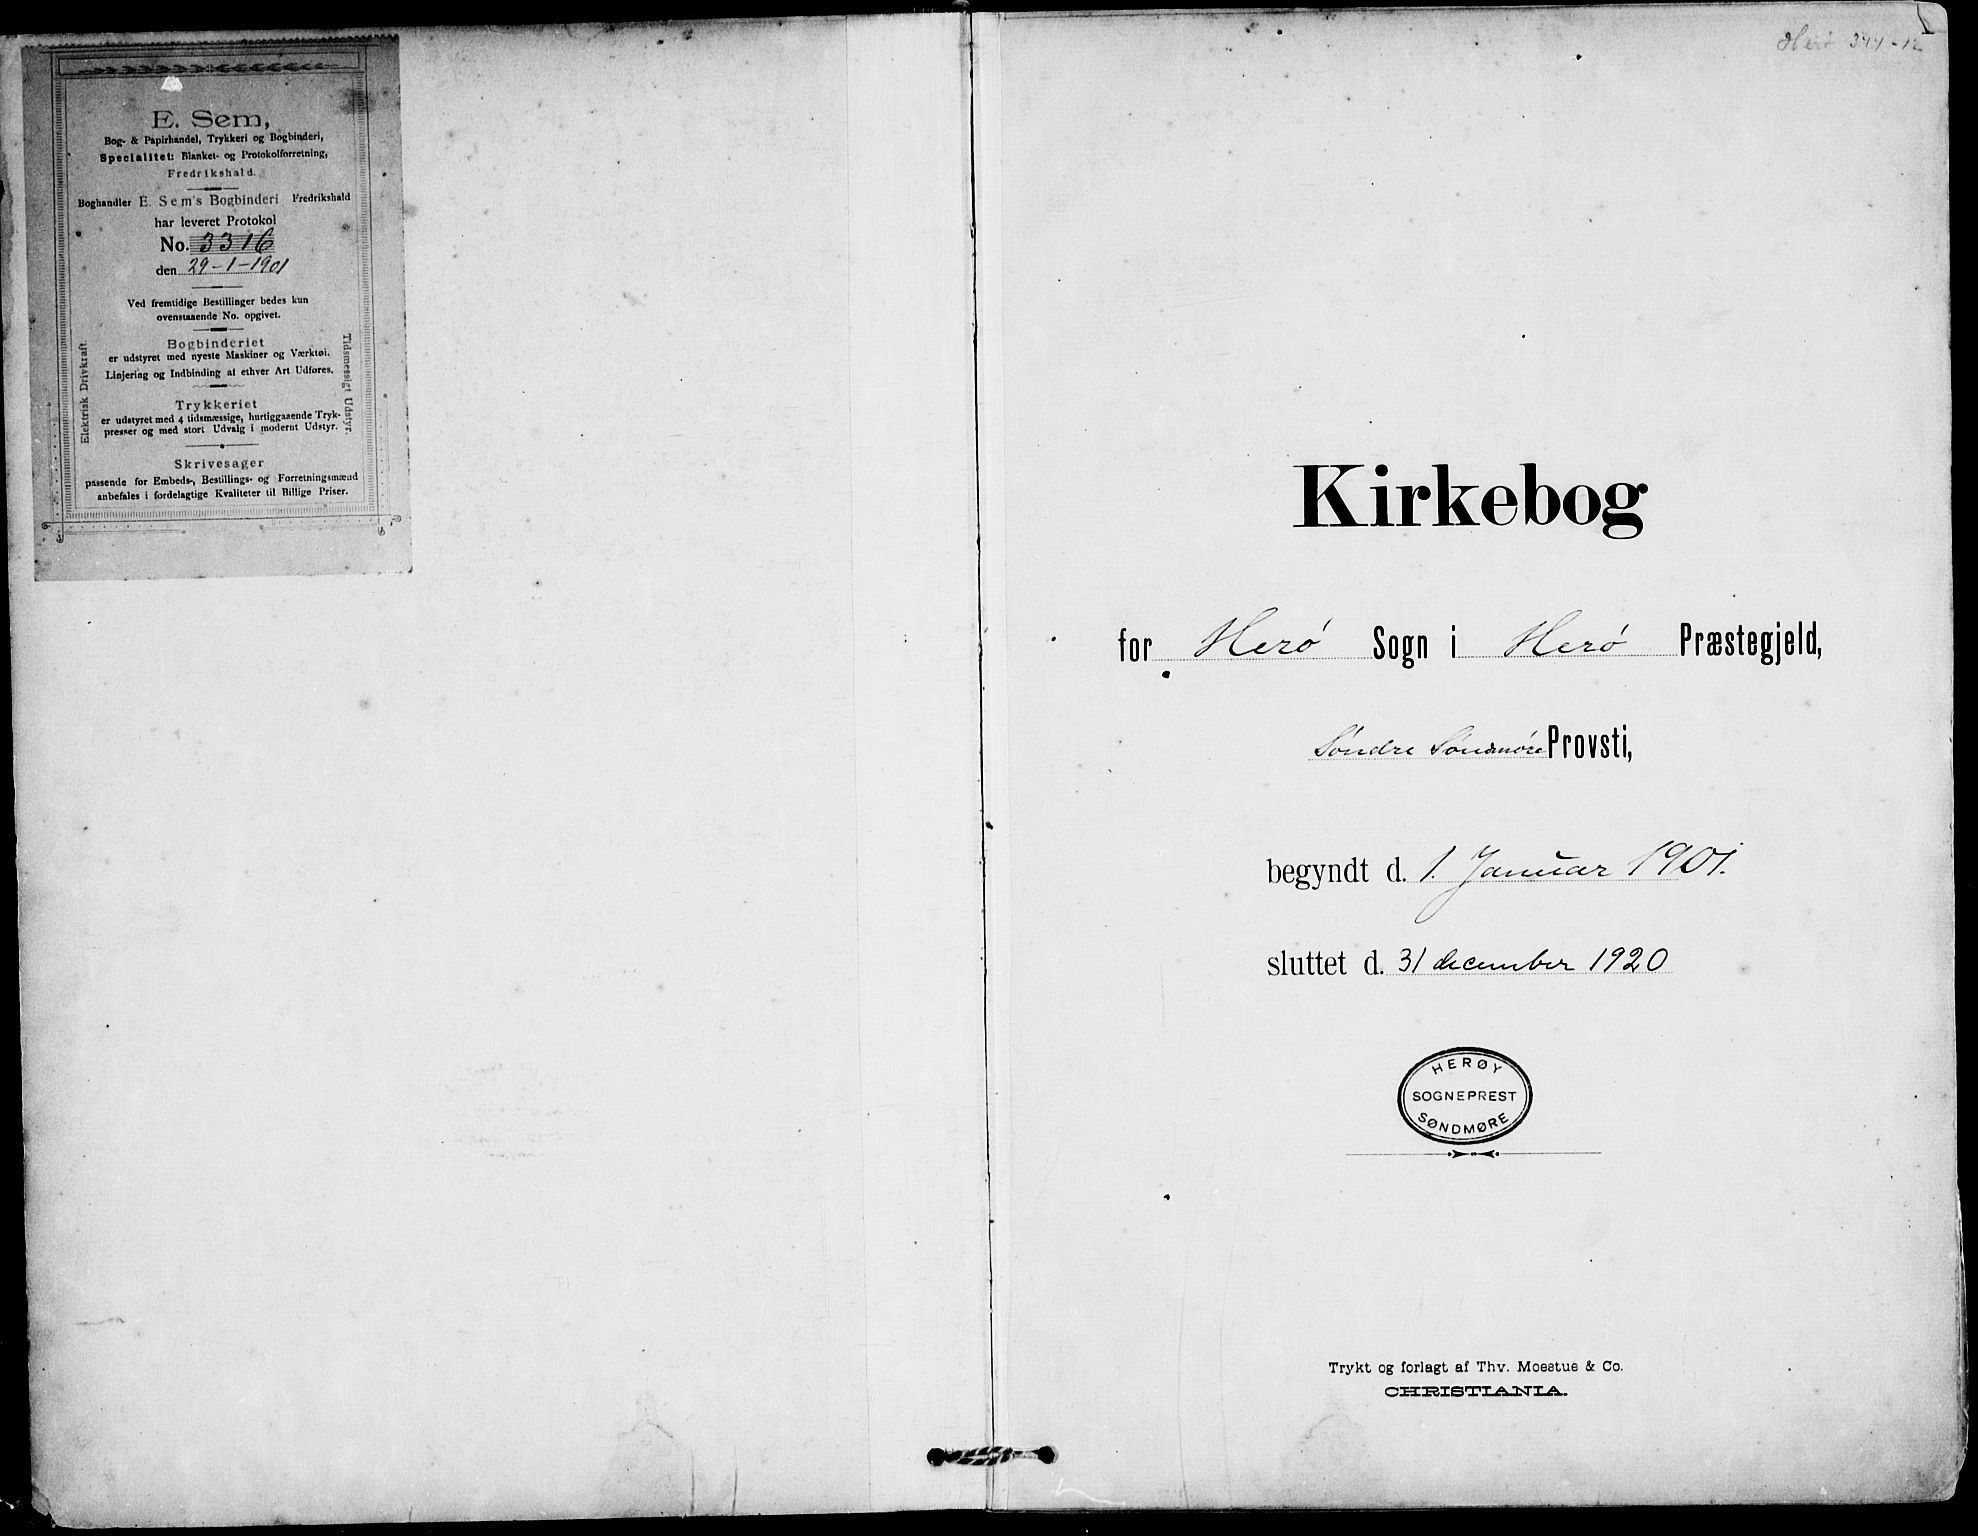 E. Sem,
Bog- & Papirhandel, Trykkeri og Bogbinderi,
Specialitet: Blanket- og Protokolforretning,
Fredrikshald.
Boghandler E. Sem's Bogbinderi Fredrikshald
har leveret Protokol
No. 3316
den 29-1-1901
Ved fremtidige Bestillinger bedes kun
ovenstaaende No. opgivet.
Bogbinderiet
er udstyret med nyeste Maskiner og Værktøi.
Linjering og Indbinding af ethver Art Udføres.
Trykkeriet
er udstyret med 4 tidsmæssige, hurtiggaaende Tryk-
presser og med stort Udvalg i moderne Udstyr.
Skrivesager
passende for Embeds-, Bestillings- og Forretningsmænd
anbefales i fordelagtige Kvaliteter til Billige Priser.
Elektrisk Drivkraft.
Tidsmessigt Udstyr.
Herø 344-12
Kirkebog
for Herø Sogn i Herø Præstegjeld,
Søndre Søndmøre Provsti,
begyndt d. 1. Januar 1901.
sluttet d. 31 december 1920
HERØY
SOGNEPREST
SØNDMØRE
Trykt og forlagt af Thv. Moestue & Co.
CHRISTIANIA.